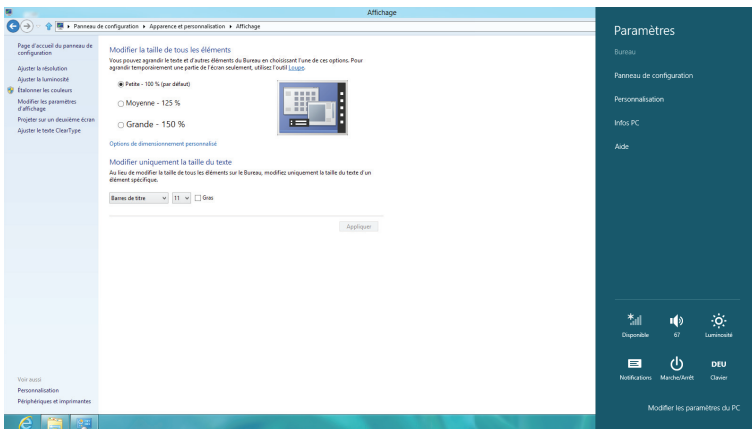 Affichage
Panneau de configuration ▸ Apparence et personnalisation ▸ Affichage
Page d'accueil du panneau de
configuration
Ajuster la résolution
Ajuster la luminosité
Étalonner les couleurs
Modifier les paramètres
d'affichage
Projeter sur un deuxième écran
Ajuster le texte ClearType
Voir aussi
Personnalisation
Périphériques et imprimantes
Modifier la taille de tous les éléments
Vous pouvez agrandir le texte et d'autres éléments du Bureau en choisissant l'une de ces options. Pour
agrandir temporairement une partie de l'écran seulement, utilisez l'outil Loupe.
Petite - 100 % (par défaut)
Moyenne - 125 %
Grande - 150 %
Options de dimensionnement personnalisé
Modifier uniquement la taille du texte
Au lieu de modifier la taille de tous les éléments sur le Bureau, modifiez uniquement la taille du texte d'un
élément spécifique.
Barres de titre 11 Gras
Appliquer
Paramètres
Bureau
Panneau de configuration
Personnalisation
Infos PC
Aide
Disponible 67 Luminosité
DEU
Notifications Marche/Arrêt Clavier
Modifier les paramètres du PC